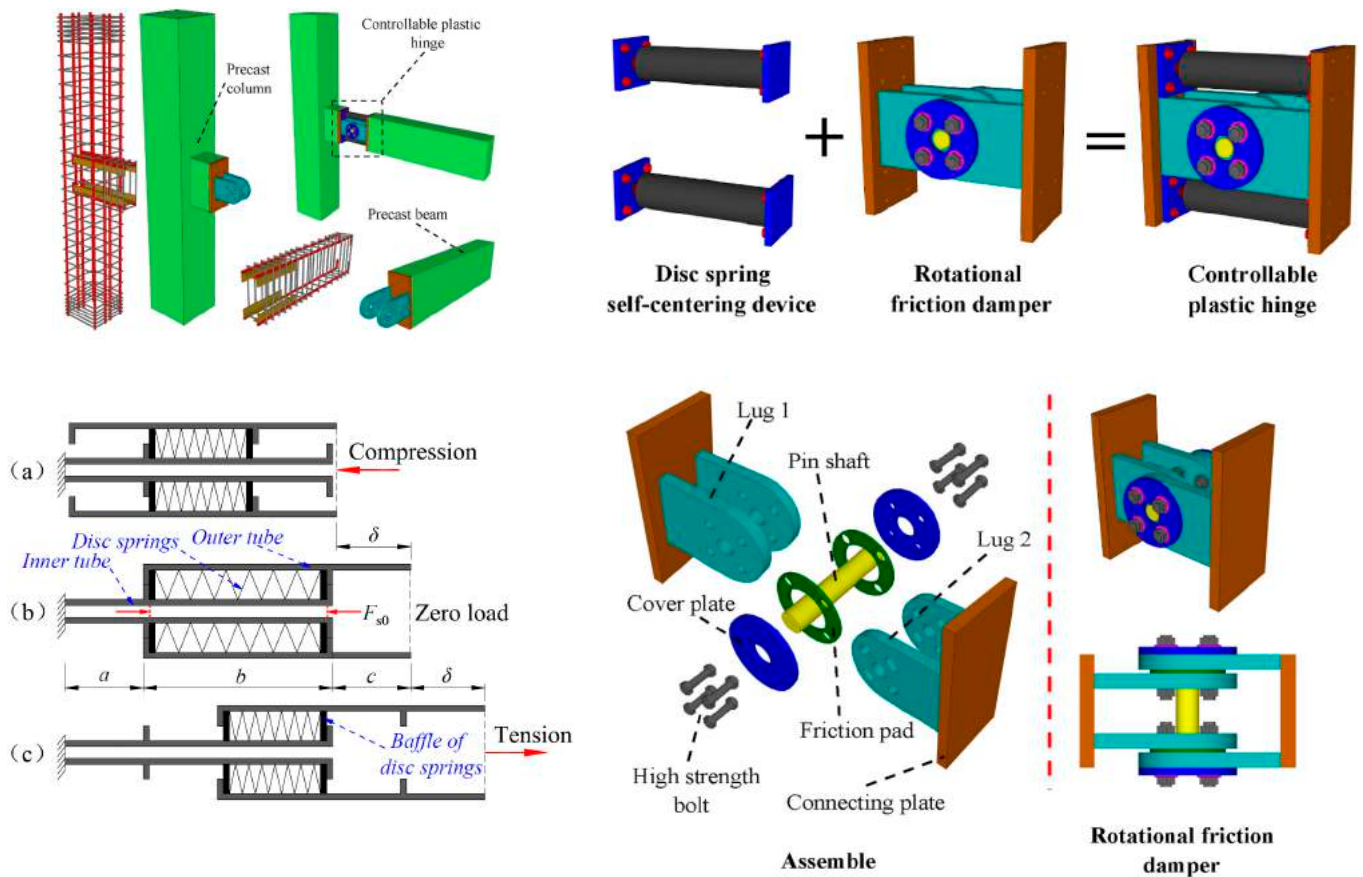 Controllable plastic
hinge
Precast
column
Precast beam
+
=
Disc spring
self-centering device
Rotational
friction damper
Controllable
plastic hinge
(a)
Compression
δ
Disc springs
Outer tube
Inner tube
(b)
F_s0
Zero load
a
b
c
δ
(c)
Tension
Baffle of
disc springs
Lug 1
Pin shaft
Lug 2
Cover plate
Friction pad
High strength
bolt
Connecting plate
Assemble
Rotational friction
damper